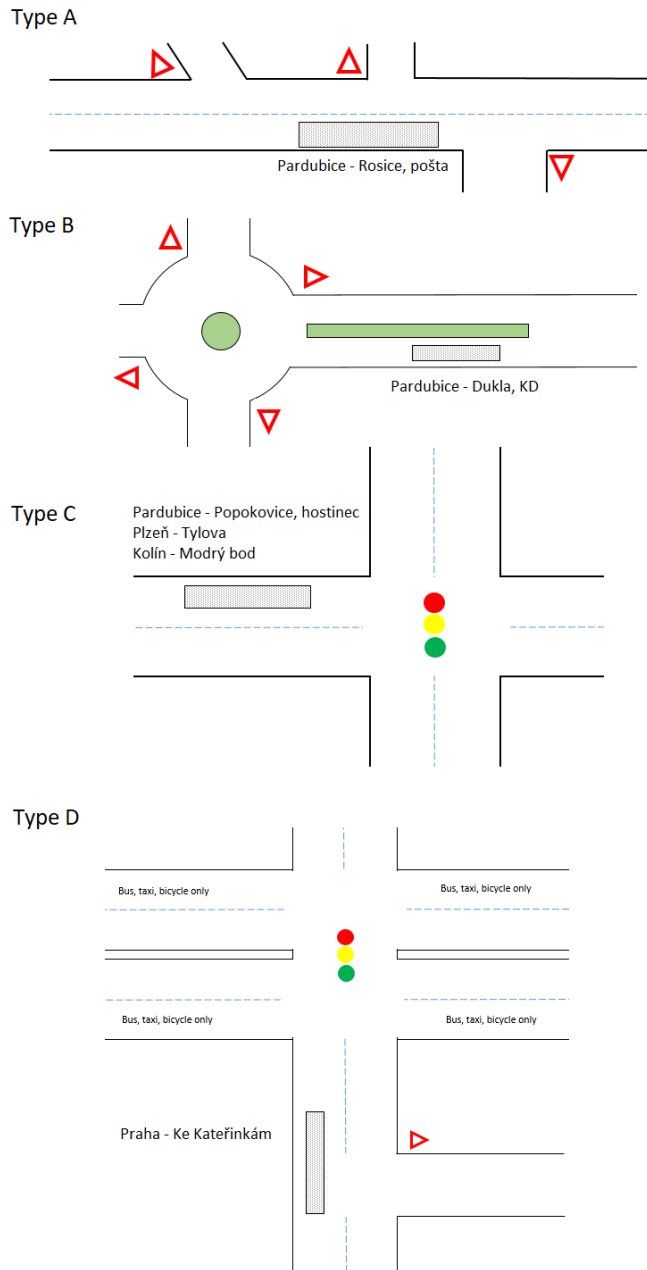 Type A
Pardubice - Rosice, pošta
Type B
Pardubice - Dukla, KD
Type C
Pardubice - Popokovice, hostinec
Plzeň - Tylova
Kolín - Modrý bod
Type D
Bus, taxi, bicycle only
Bus, taxi, bicycle only
Bus, taxi, bicycle only
Bus, taxi, bicycle only
Praha - Ke Kateřinkám